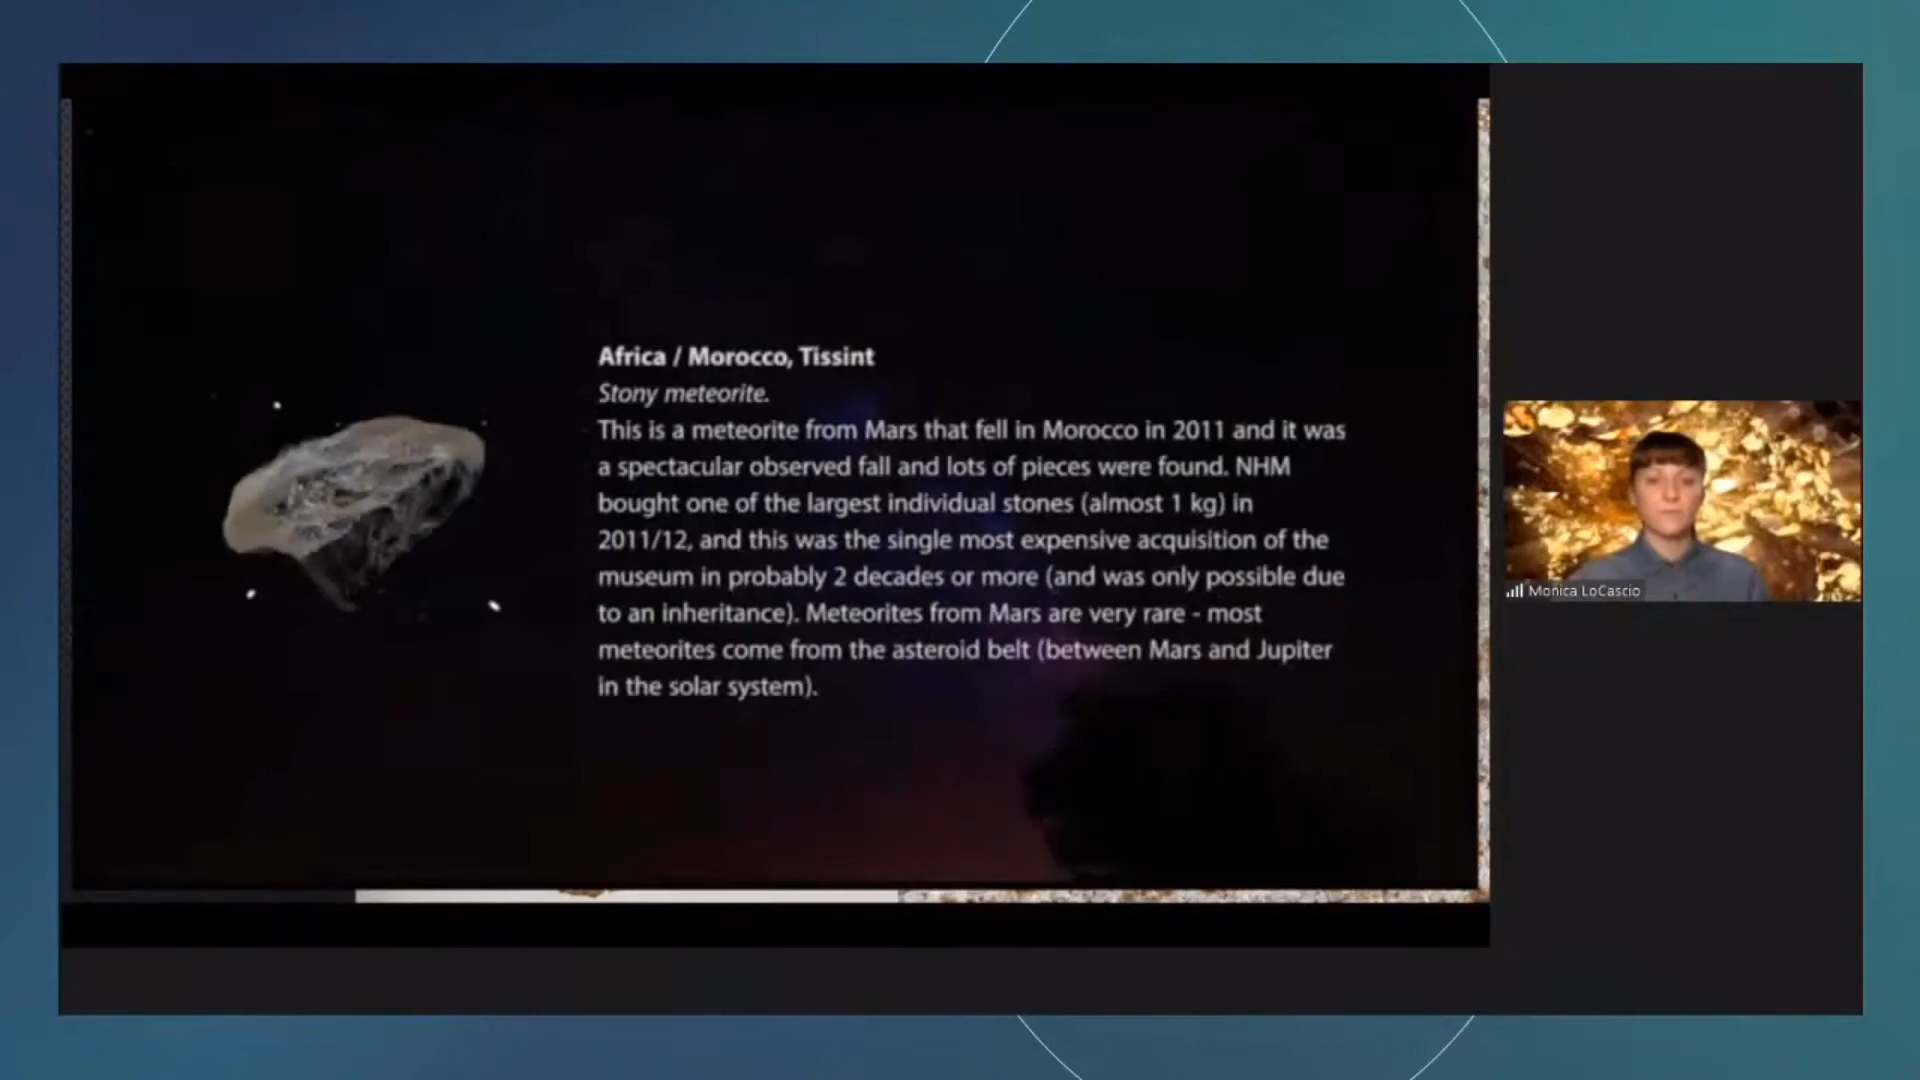 Africa / Morocco, Tissint
Stony meteorite.
This is a meteorite from Mars that fell in Morocco in 2011 and it was
a spectacular observed fall and lots of pieces were found. NHM
bought one of the largest individual stones (almost 1 kg) in
2011/12, and this was the single most expensive acquisition of the
museum in probably 2 decades or more (and was only possible due
to an inheritance). Meteorites from Mars are very rare - most
meteorites come from the asteroid belt (between Mars and Jupiter
in the solar system).
Monica LoCascio